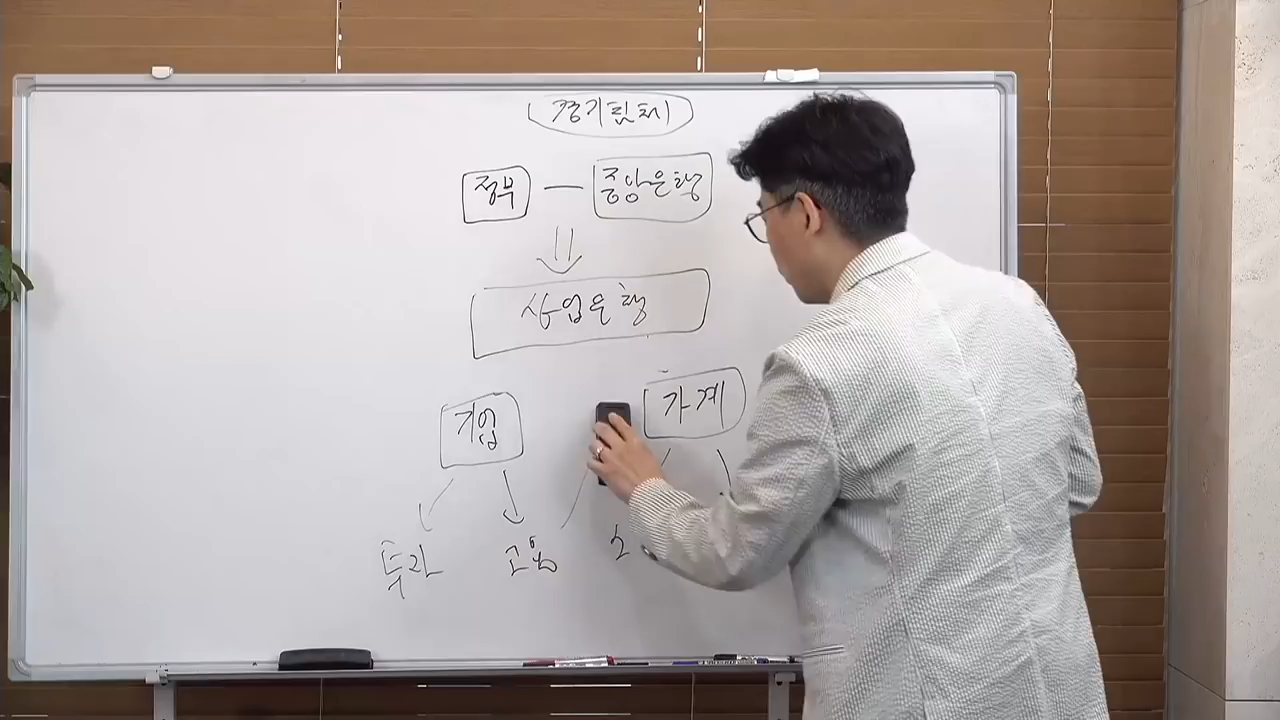 경기침체
정부 중앙은행
상업은행
기업 가계
투자 고용